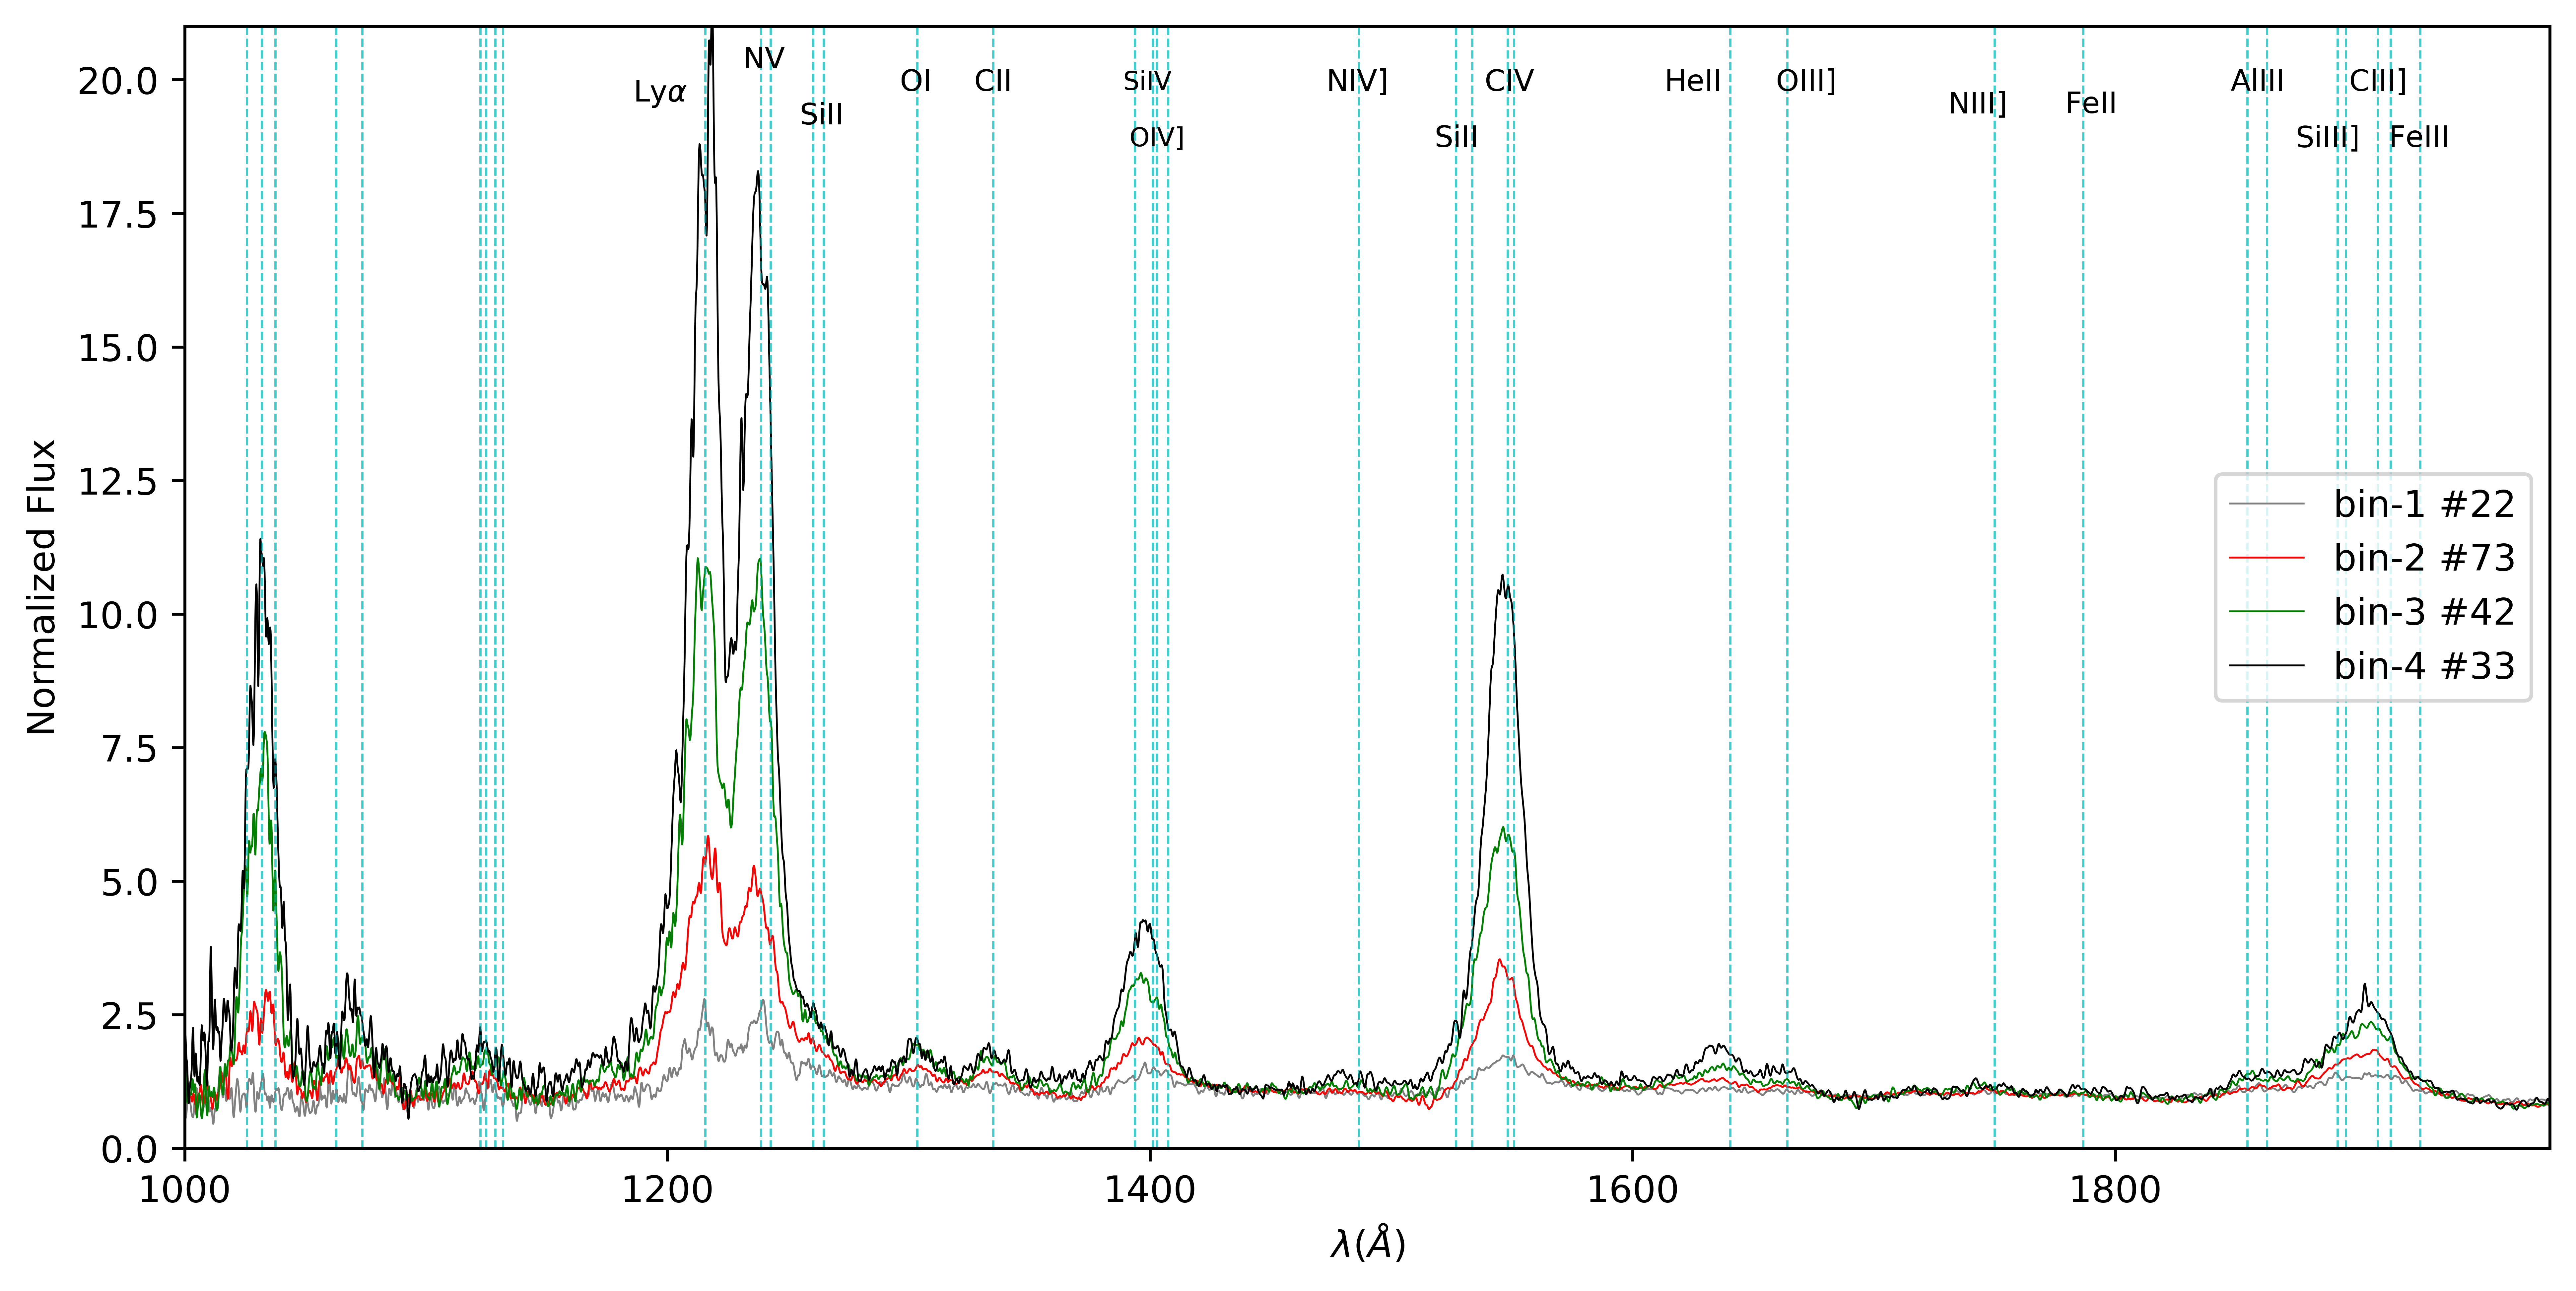 NV
Lyα
SiII
OI
CII
SiIV
OIV]
NIV]
CIV
SiII
HeII
OIII]
NIII]
FeII
AlIII
CIII]
SiIII]
FeIII
20.0
17.5
15.0
12.5
10.0
7.5
5.0
2.5
0.0
Normalized Flux
bin-1 #22
bin-2 #73
bin-3 #42
bin-4 #33
1000
1200
1400
1600
1800
λ(Å)